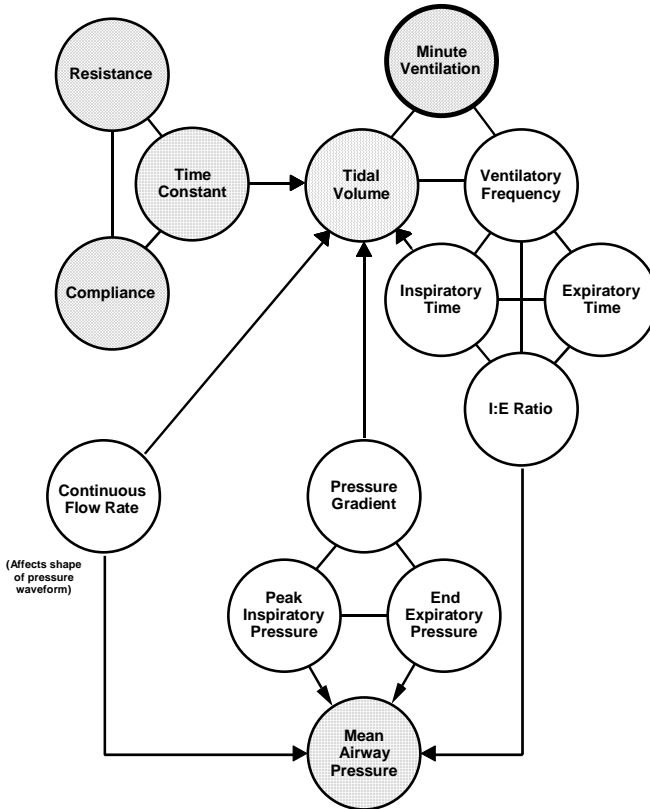 Minute
Ventilation
Resistance
Time
Constant
Tidal
Volume
Ventilatory
Frequency
Compliance
Inspiratory
Time
Expiratory
Time
I:E Ratio
Continuous
Flow Rate
Pressure
Gradient
(Affects shape
of pressure
waveform)
Peak
Inspiratory
Pressure
End
Expiratory
Pressure
Mean
Airway
Pressure